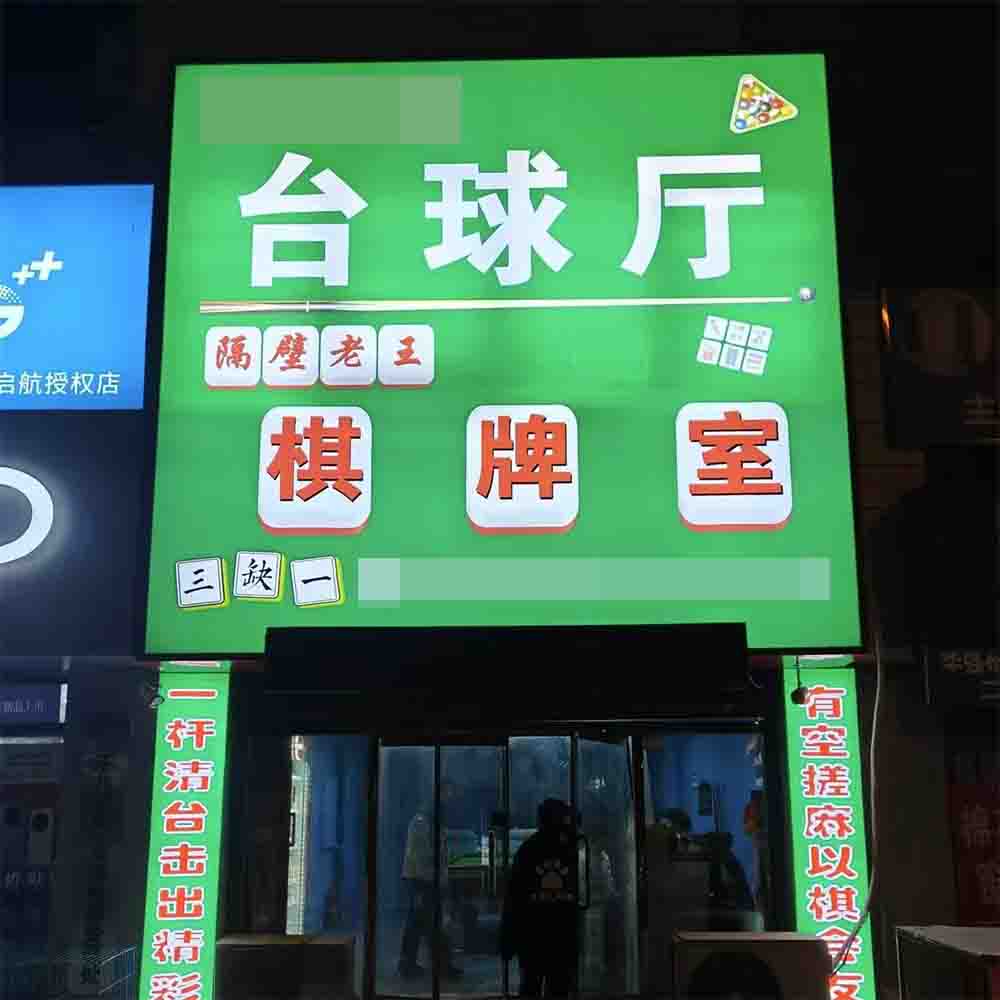 台球厅
隔壁老王
棋牌室
三缺一
启航授权店
一杆清台击出精彩
有空搓麻以棋会友